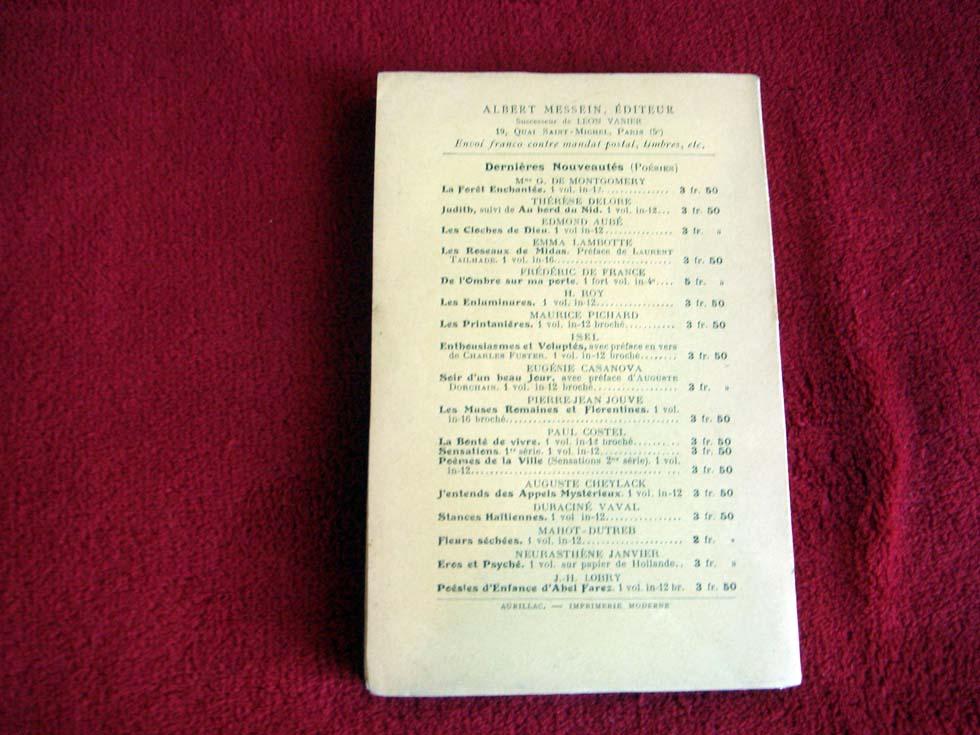 ALBERT MESSEIN, ÉDITEUR
Successeur de LÉON VANIER
19, QUAI SAINT-MICHEL, PARIS (5e)
Envoi franco contre mandat postal, timbres, etc.
Dernières Nouveautés (POÉSIES)
Mme G. DE MONTGOMERY
La Forêt Enchantée. 1 vol. in-12............... 3 fr. 50
THÉRÈSE DELORE
Judith, suivi de Au bord du Nid. 1 vol. in-12... 3 fr. 50
EDMOND AUBÉ
Les Cloches de Dieu. 1 vol in-12............... 3 fr. »
EMMA LAMBOTTE
Les Roseaux de Midas. Préface de LAURENT
TAILHADE. 1 vol. in-16....................... 3 fr. 50
FRÉDÉRIC DE FRANCE
De l'Ombre sur ma porte. 1 fort vol. in-4°.... 5 fr. »
H. ROY
Les Enluminures. 1 vol. in-12................. 3 fr. 50
MAURICE PICHARD
Les Printanières. 1 vol. in-12 broché........... 3 fr. 50
ISEL
Enthousiasmes et Voluptés, avec préface en vers
de CHARLES FUSTER. 1 vol. in-12 broché........ 3 fr. 50
EUGÉNIE CASANOVA
Soir d'un beau Jour, avec préface d'AUGUSTE
DORCHAIN. 1 vol. in-12 broché.................. 3 fr. »
PIERRE-JEAN JOUVE
Les Muses Romaines et Florentines. 1 vol.
in-16 broché................................... 3 fr. 50
PAUL COSTEL
La Bonté de vivre. 1 vol. in-12 broché.......... 3 fr. 50
Sensations. 1re série. 1 vol. in-12.............. 3 fr. 50
Poèmes de la Ville (Sensations 2me série). 1 vol.
in-12........................................... 3 fr. 50
AUGUSTE CHEYLACK
J'entends des Appels Mystérieux. 1 vol. in-12 3 fr. 50
DURACINÉ VAVAL
Stances Haïtiennes. 1 vol in-12................ 3 fr. 50
MAHOT-DUTREB
Fleurs séchées. 1 vol. in-12.................... 2 fr. »
NEURASTHÈNE JANVIER
Eros et Psyché. 1 vol. sur papier de Hollande.. 3 fr. »
J.-H. LOBRY
Poésies d'Enfance d'Abel Farez. 1 vol. in-12 br. 3 fr. 50
AURILLAC. — IMPRIMERIE MODERNE